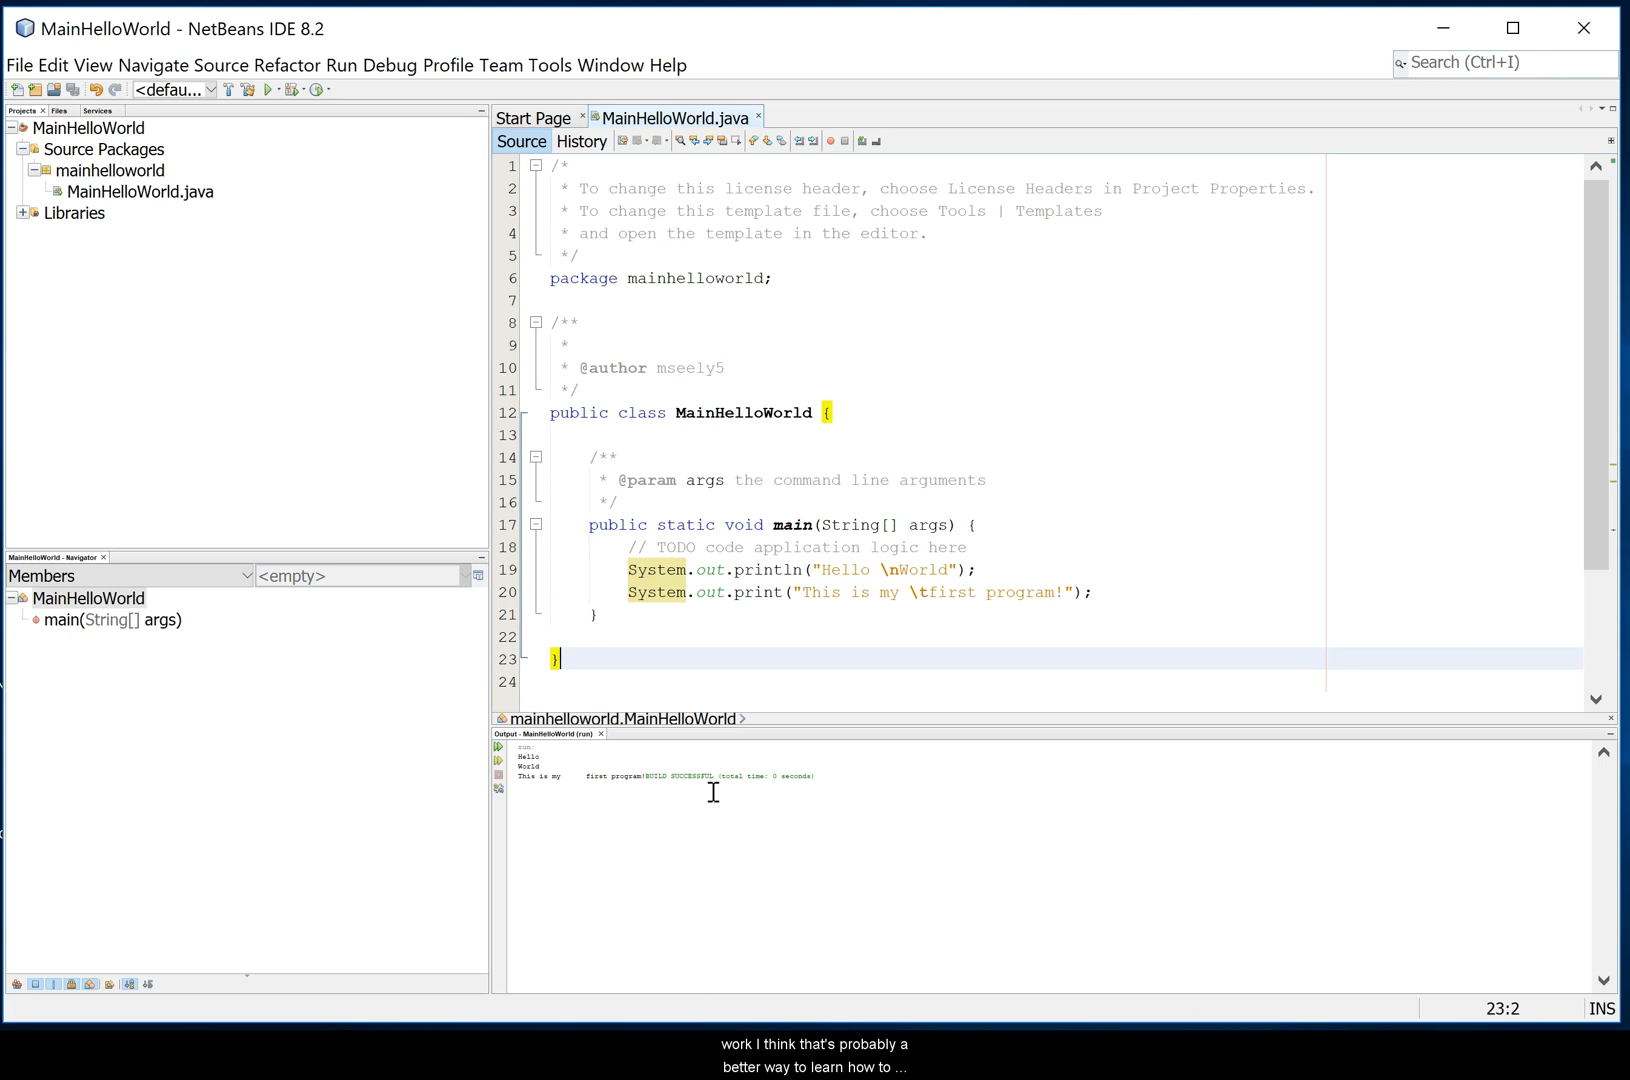 MainHelloWorld - NetBeans IDE 8.2
File Edit View Navigate Source Refactor Run Debug Profile Team Tools Window Help
Search (Ctrl+I)
<defau...
Projects
Files
Services
MainHelloWorld
Source Packages
mainhelloworld
MainHelloWorld.java
Libraries
Start Page
MainHelloWorld.java
Source
History
1 /*
2 * To change this license header, choose License Headers in Project Properties.
3 * To change this template file, choose Tools | Templates
4 * and open the template in the editor.
5 */
6 package mainhelloworld;
7
8 /**
9 *
10 * @author mseely5
11 */
12 public class MainHelloWorld {
13
14 /**
15 * @param args the command line arguments
16 */
17 public static void main(String[] args) {
18 // TODO code application logic here
19 System.out.println("Hello \nWorld");
20 System.out.print("This is my \tfirst program!");
21 }
22
23 }
24
mainhelloworld.MainHelloWorld
MainHelloWorld - Navigator
Members
<empty>
MainHelloWorld
main(String[] args)
Output - MainHelloWorld (run)
run:
Hello
World
This is my first program!BUILD SUCCESSFUL (total time: 0 seconds)
23:2
INS
work I think that's probably a
better way to learn how to ...